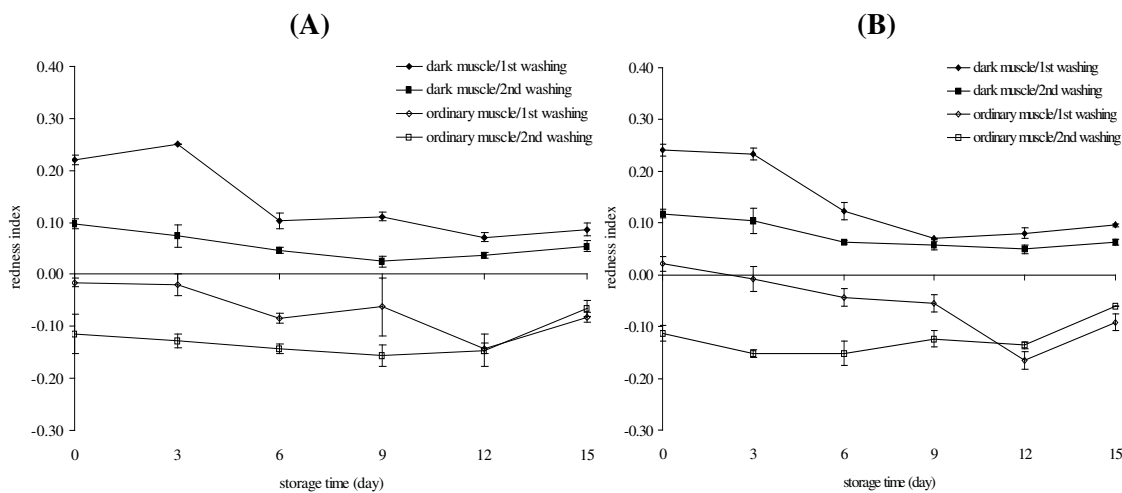 (A)
dark muscle/1st washing
dark muscle/2nd washing
ordinary muscle/1st washing
ordinary muscle/2nd washing
0.40
0.30
0.20
0.10
0.00
-0.10
-0.20
-0.30
redness index
0 3 6 9 12 15
storage time (day)
(B)
dark muscle/1st washing
dark muscle/2nd washing
ordinary muscle/1st washing
ordinary muscle/2nd washing
0.40
0.30
0.20
0.10
0.00
-0.10
-0.20
-0.30
redness index
0 3 6 9 12 15
storage time (day)